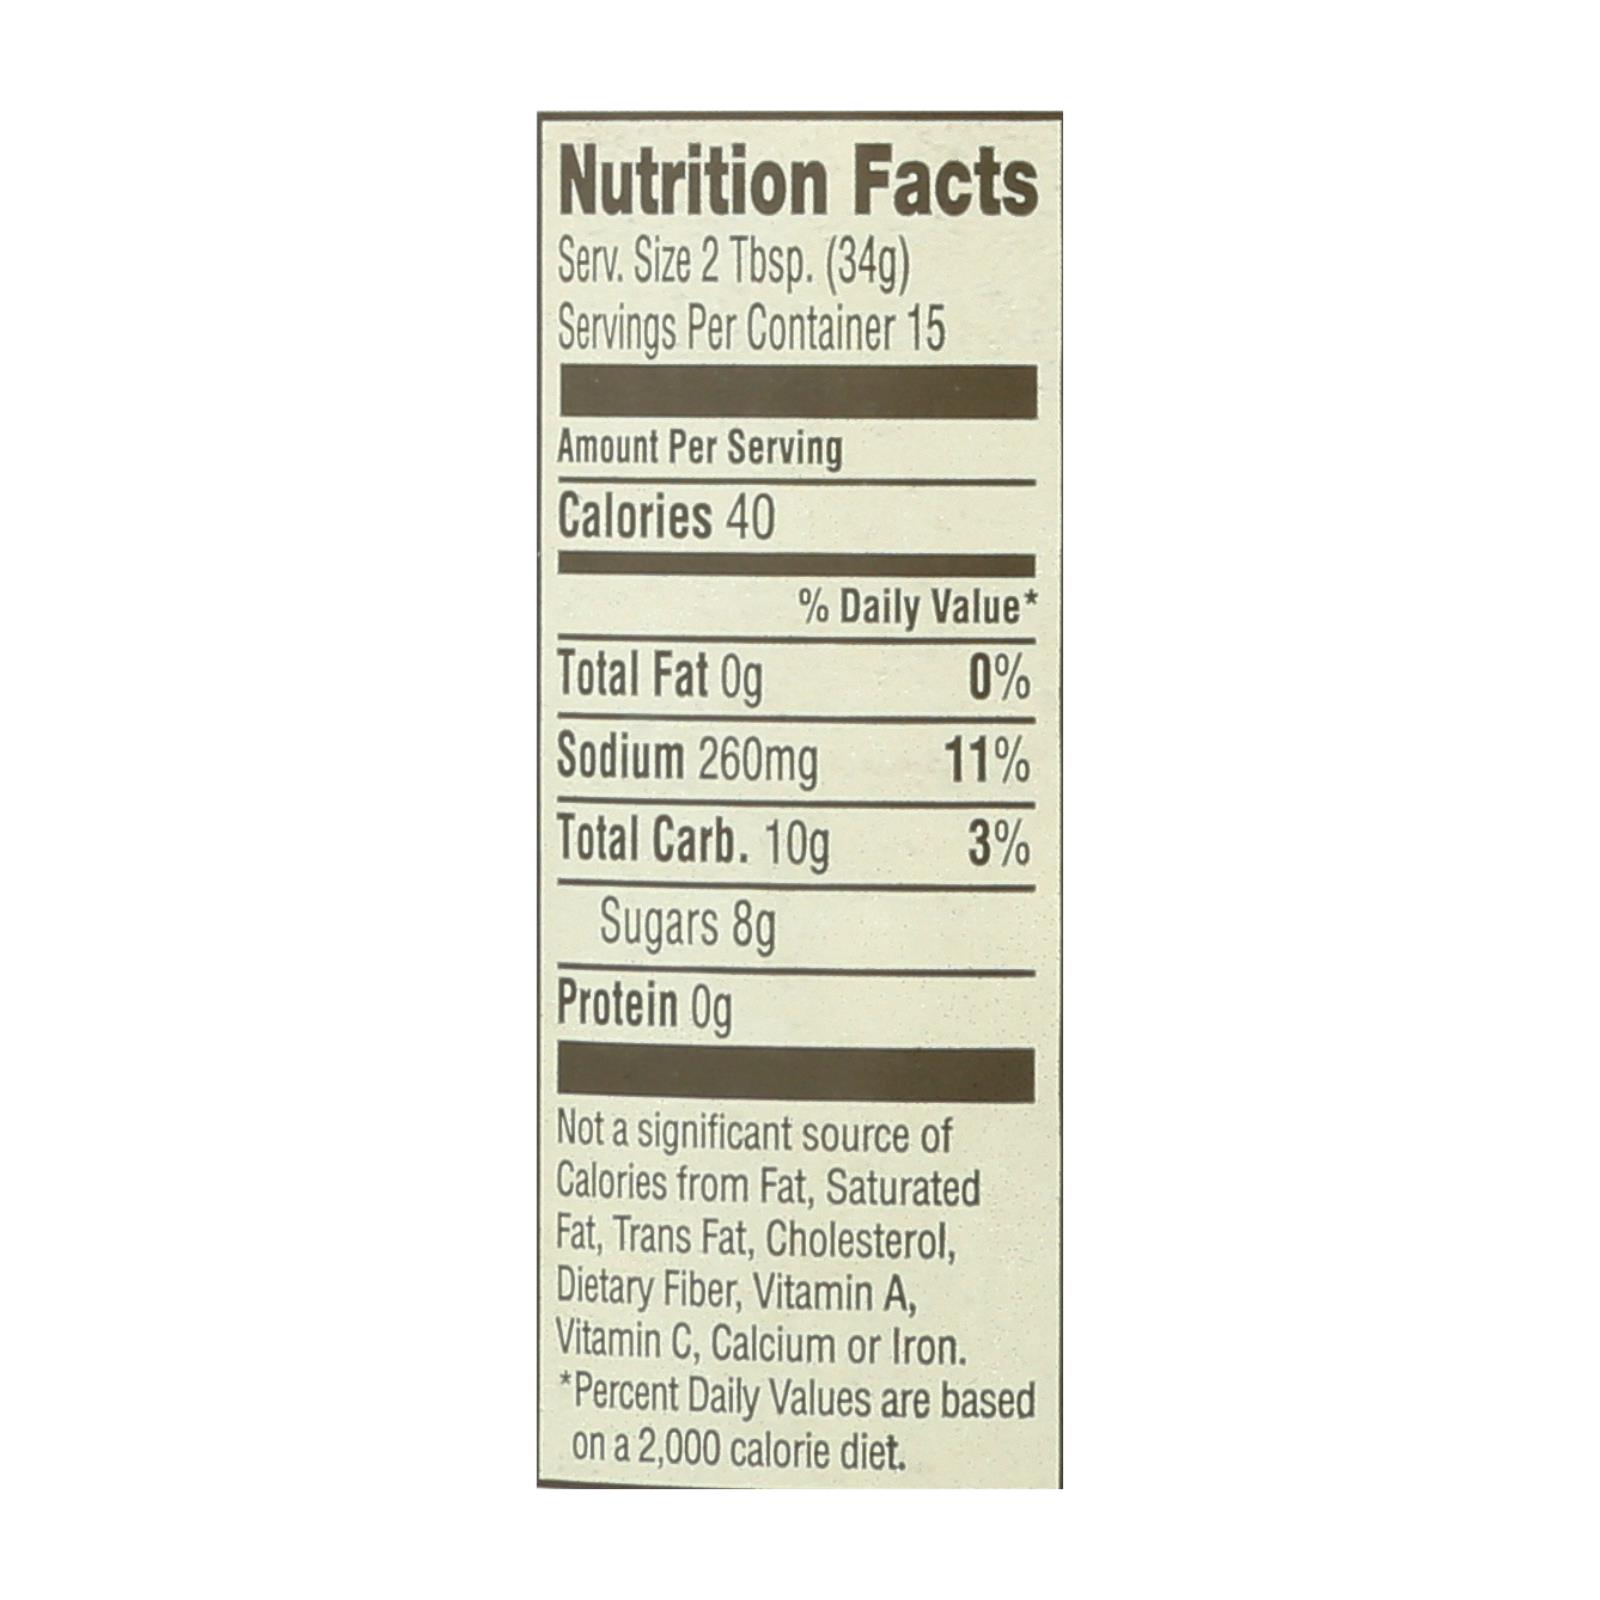 Nutrition Facts
Serv. Size 2 Tbsp. (34g)
Servings Per Container 15
Amount Per Serving
Calories 40
% Daily Value*
Total Fat 0g 0%
Sodium 260mg 11%
Total Carb. 10g 3%
Sugars 8g
Protein 0g
Not a significant source of
Calories from Fat, Saturated
Fat, Trans Fat, Cholesterol,
Dietary Fiber, Vitamin A,
Vitamin C, Calcium or Iron.
*Percent Daily Values are based
on a 2,000 calorie diet.